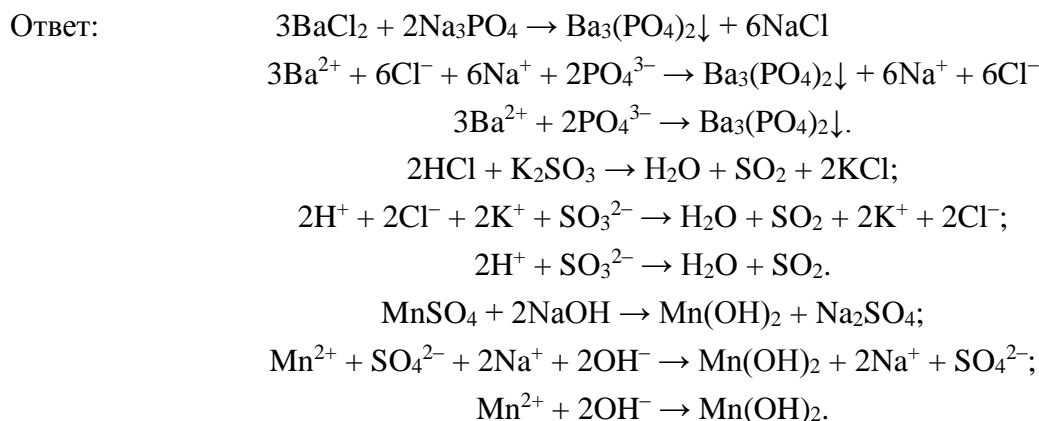 Ответ: 3BaCl₂ + 2Na₃PO₄ → Ba₃(PO₄)₂↓ + 6NaCl
3Ba²⁺ + 6Cl⁻ + 6Na⁺ + 2PO₄³⁻ → Ba₃(PO₄)₂↓ + 6Na⁺ + 6Cl⁻
3Ba²⁺ + 2PO₄³⁻ → Ba₃(PO₄)₂↓.
2HCl + K₂SO₃ → H₂O + SO₂ + 2KCl;
2H⁺ + 2Cl⁻ + 2K⁺ + SO₃²⁻ → H₂O + SO₂ + 2K⁺ + 2Cl⁻;
2H⁺ + SO₃²⁻ → H₂O + SO₂.
MnSO₄ + 2NaOH → Mn(OH)₂ + Na₂SO₄;
Mn²⁺ + SO₄²⁻ + 2Na⁺ + 2OH⁻ → Mn(OH)₂ + 2Na⁺ + SO₄²⁻;
Mn²⁺ + 2OH⁻ → Mn(OH)₂.